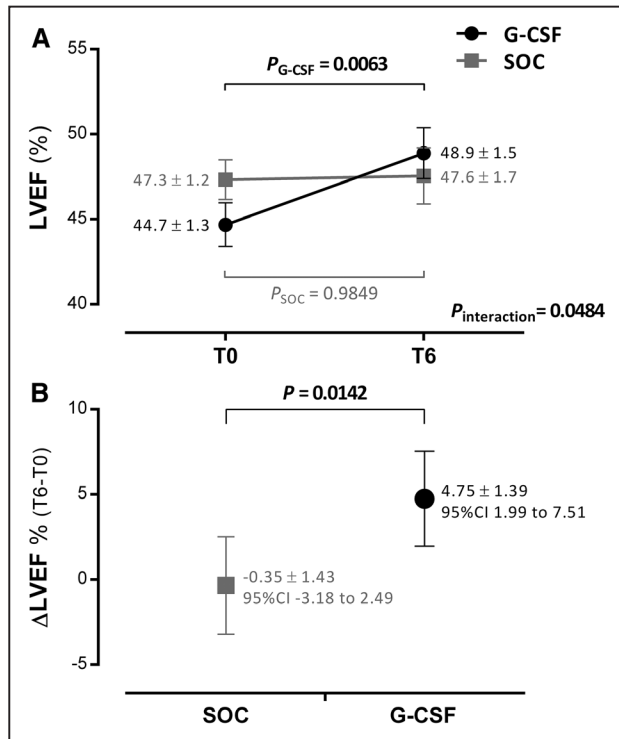 A
G-CSF
SOC
P G-CSF = 0.0063
55
50
45
40
LVEF (%)
47.3 ± 1.2
44.7 ± 1.3
48.9 ± 1.5
47.6 ± 1.7
P SOC = 0.9849
P interaction = 0.0484
T0
T6
B
P = 0.0142
10
5
0
-5
ΔLVEF % (T6-T0)
4.75 ± 1.39
95%CI 1.99 to 7.51
-0.35 ± 1.43
95%CI -3.18 to 2.49
SOC
G-CSF